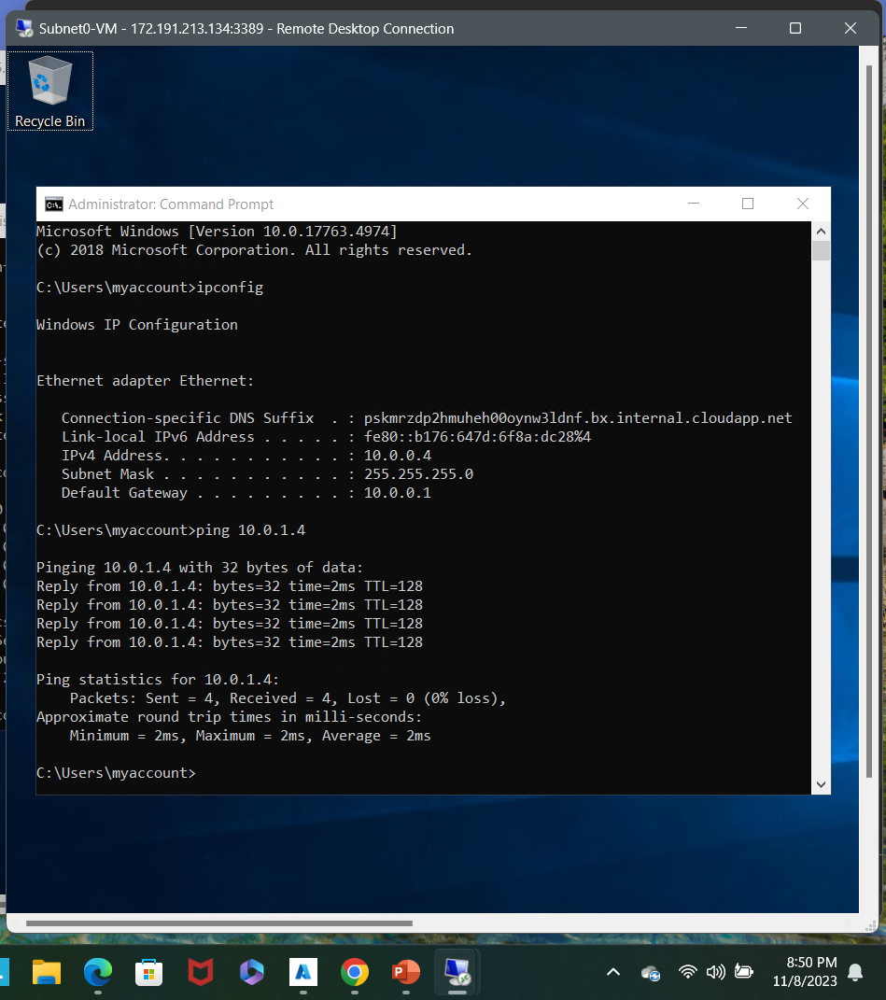 Subnet0-VM - 172.191.213.134:3389 - Remote Desktop Connection
Recycle Bin
Administrator: Command Prompt
Microsoft Windows [Version 10.0.17763.4974]
(c) 2018 Microsoft Corporation. All rights reserved.
C:\Users\myaccount>ipconfig
Windows IP Configuration
Ethernet adapter Ethernet:
Connection-specific DNS Suffix  . : pskmrzdp2hmuheh00oynw3ldnf.bx.internal.cloudapp.net
Link-local IPv6 Address . . . . . : fe80::b176:647d:6f8a:dc28%4
IPv4 Address. . . . . . . . . . . : 10.0.0.4
Subnet Mask . . . . . . . . . . . : 255.255.255.0
Default Gateway . . . . . . . . . : 10.0.0.1
C:\Users\myaccount>ping 10.0.1.4
Pinging 10.0.1.4 with 32 bytes of data:
Reply from 10.0.1.4: bytes=32 time=2ms TTL=128
Reply from 10.0.1.4: bytes=32 time=2ms TTL=128
Reply from 10.0.1.4: bytes=32 time=2ms TTL=128
Reply from 10.0.1.4: bytes=32 time=2ms TTL=128
Ping statistics for 10.0.1.4:
Packets: Sent = 4, Received = 4, Lost = 0 (0% loss),
Approximate round trip times in milli-seconds:
Minimum = 2ms, Maximum = 2ms, Average = 2ms
C:\Users\myaccount>
8:50 PM
11/8/2023